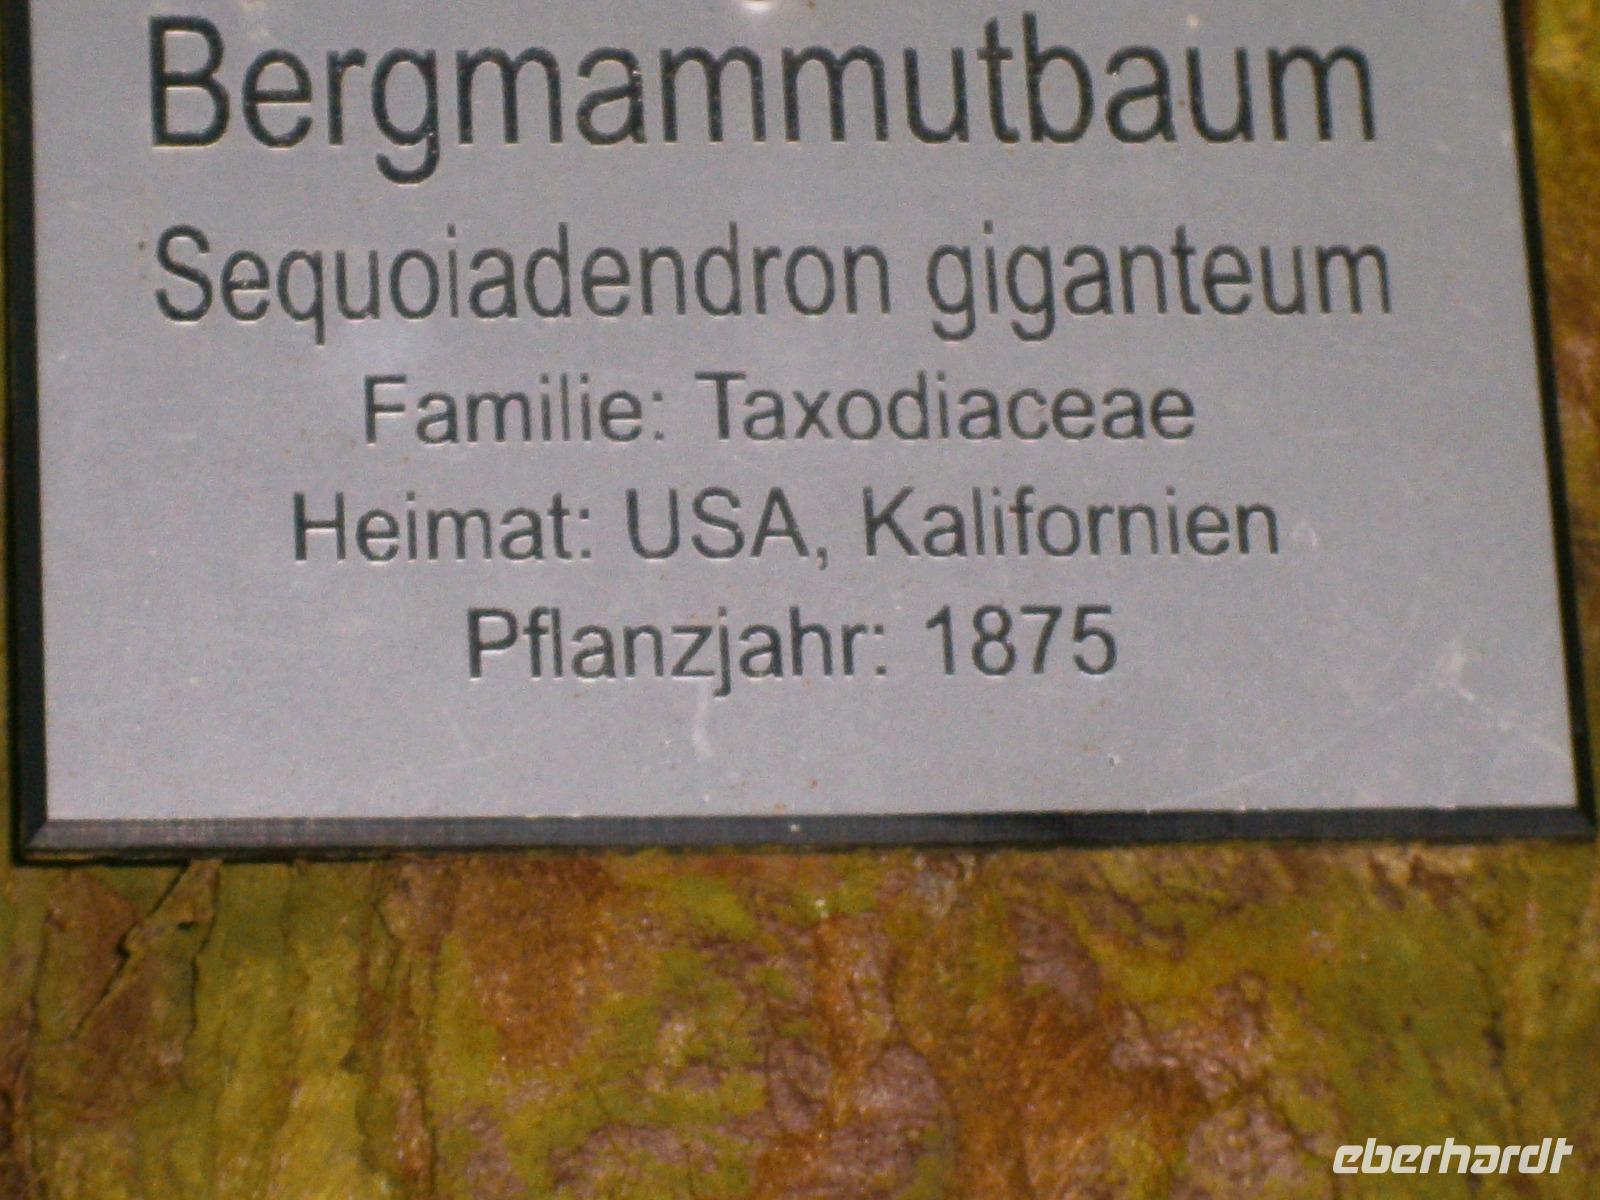 Bergmammutbaum
Sequoiadendron giganteum
Familie: Taxodiaceae
Heimat: USA, Kalifornien
Pflanzjahr: 1875
eberhardt